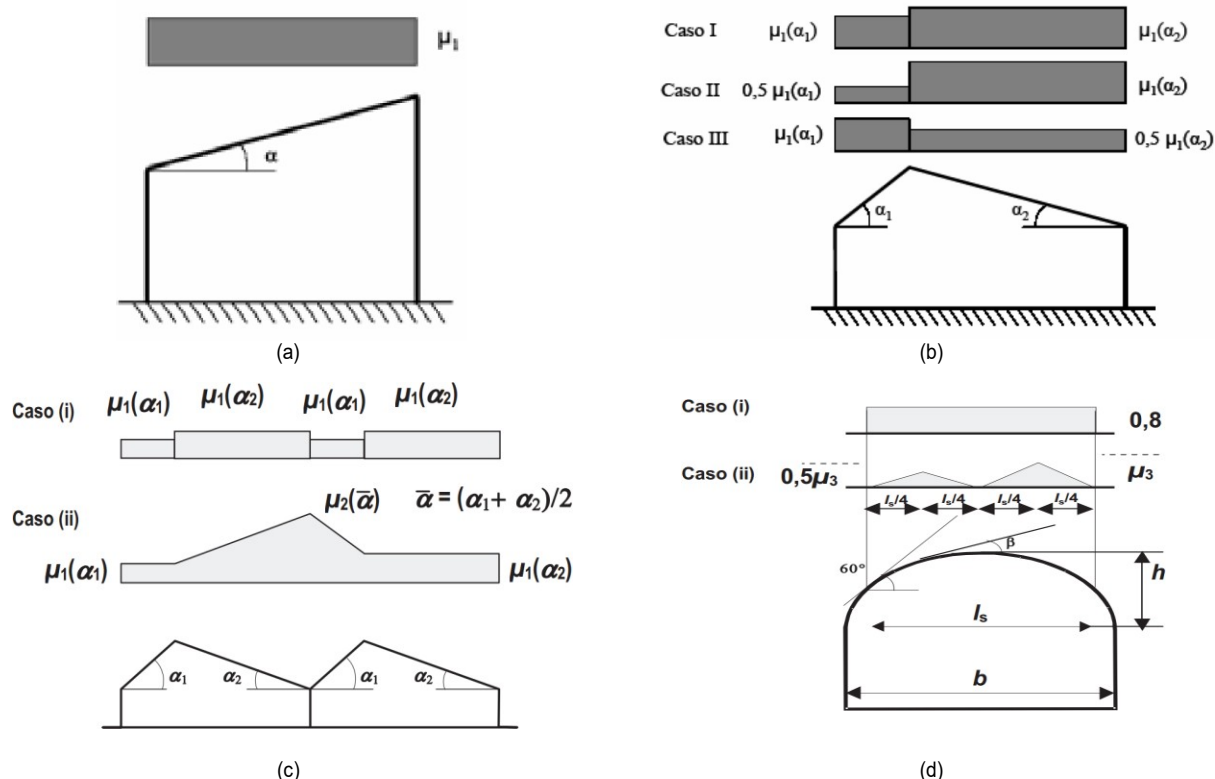 μ₁
α
(a)
Caso I μ₁(α₁) μ₁(α₂)
Caso II 0,5 μ₁(α₁) μ₁(α₂)
Caso III μ₁(α₁) 0,5 μ₁(α₂)
α₁ α₂
(b)
Caso (i) μ₁(α₁) μ₁(α₂) μ₁(α₁) μ₁(α₂)
Caso (ii) μ₂(ᾱ) ᾱ = (α₁+ α₂)/2
μ₁(α₁) μ₁(α₂)
α₁ α₂ α₁ α₂
(c)
Caso (i) 0,8
Caso (ii) 0,5μ₃ μ₃
lₛ/4 lₛ/4 lₛ/4 lₛ/4
β
60°
h
lₛ
b
(d)